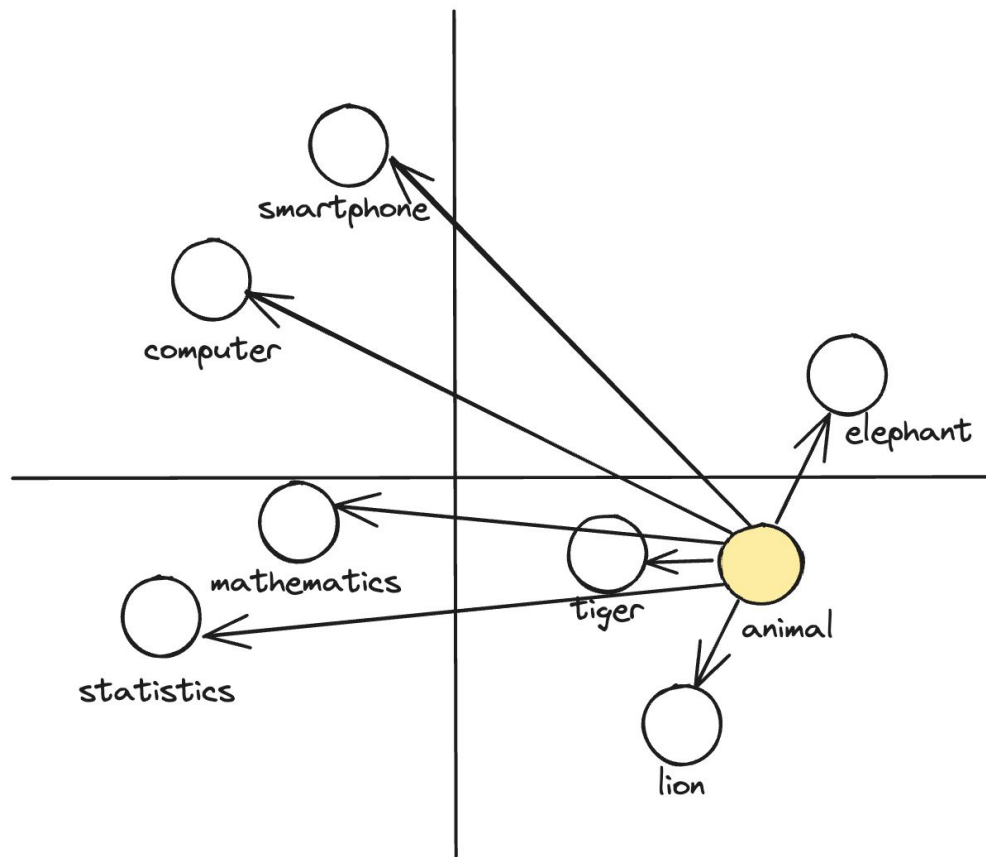 smartphone
computer
elephant
mathematics
tiger
animal
statistics
lion